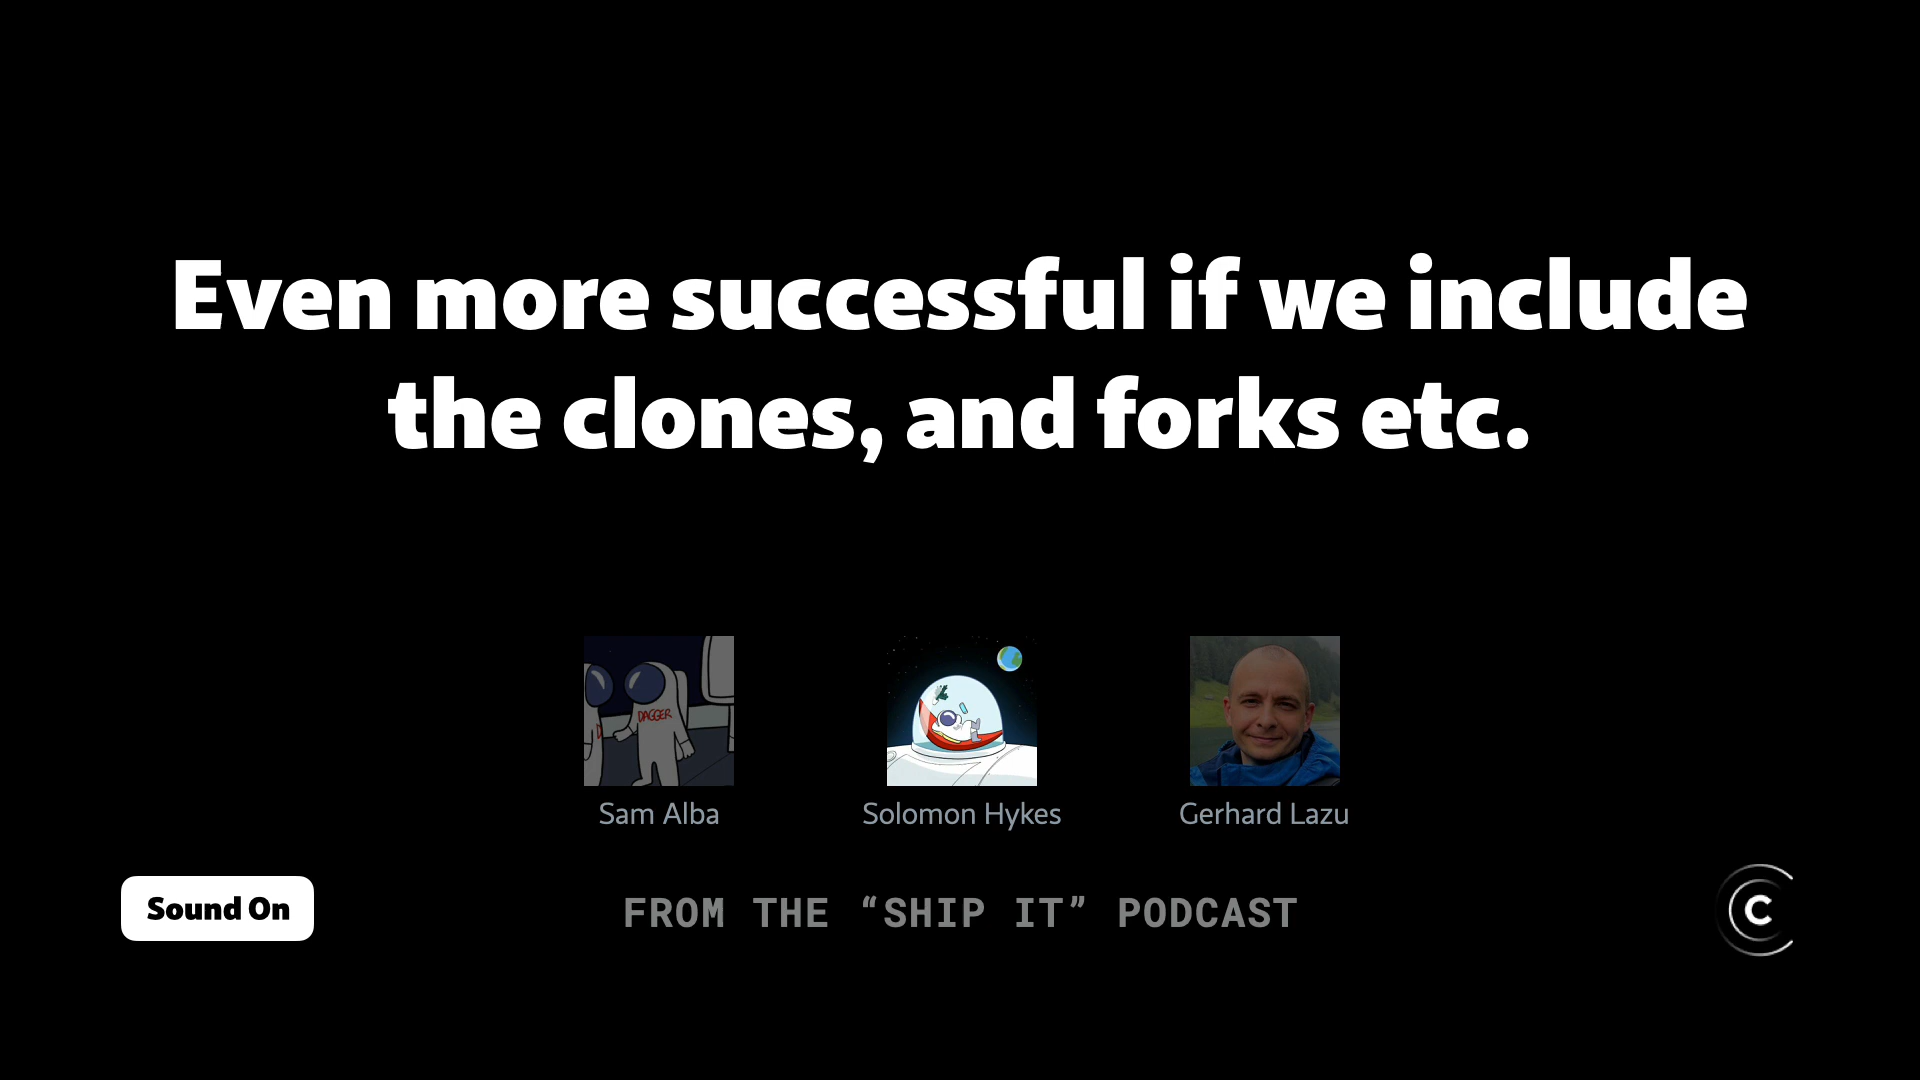 Even more successful if we include
the clones, and forks etc.
DAGGER
D
Sam Alba
Solomon Hykes
Gerhard Lazu
Sound On
FROM THE “SHIP IT” PODCAST
C